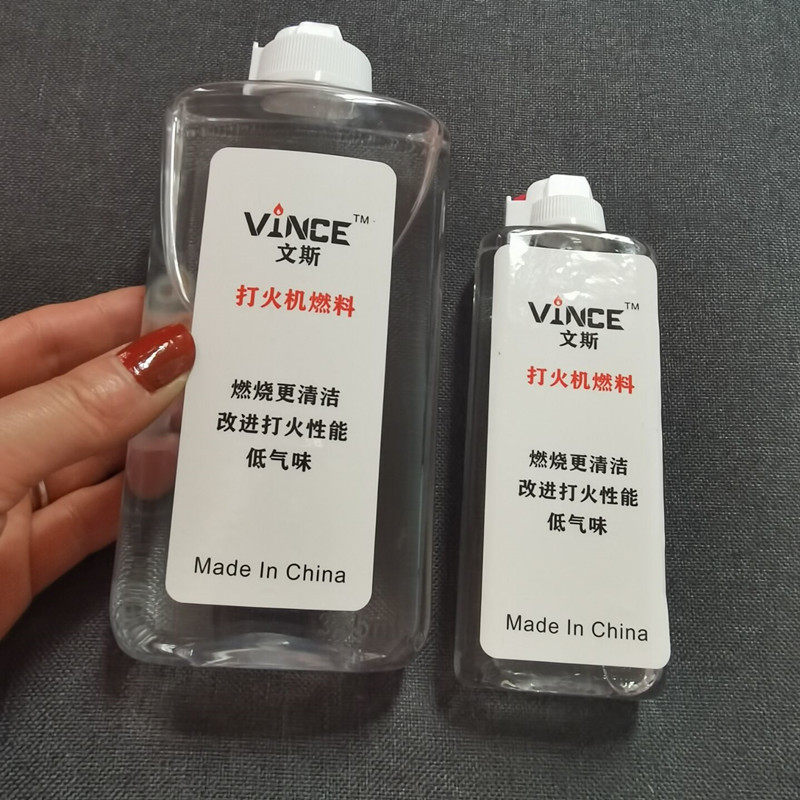 VINCE™
文斯
打火机燃料
燃烧更清洁
改进打火性能
低气味
Made In China
VINCE™
文斯
打火机燃料
燃烧更清洁
改进打火性能
低气味
Made In China